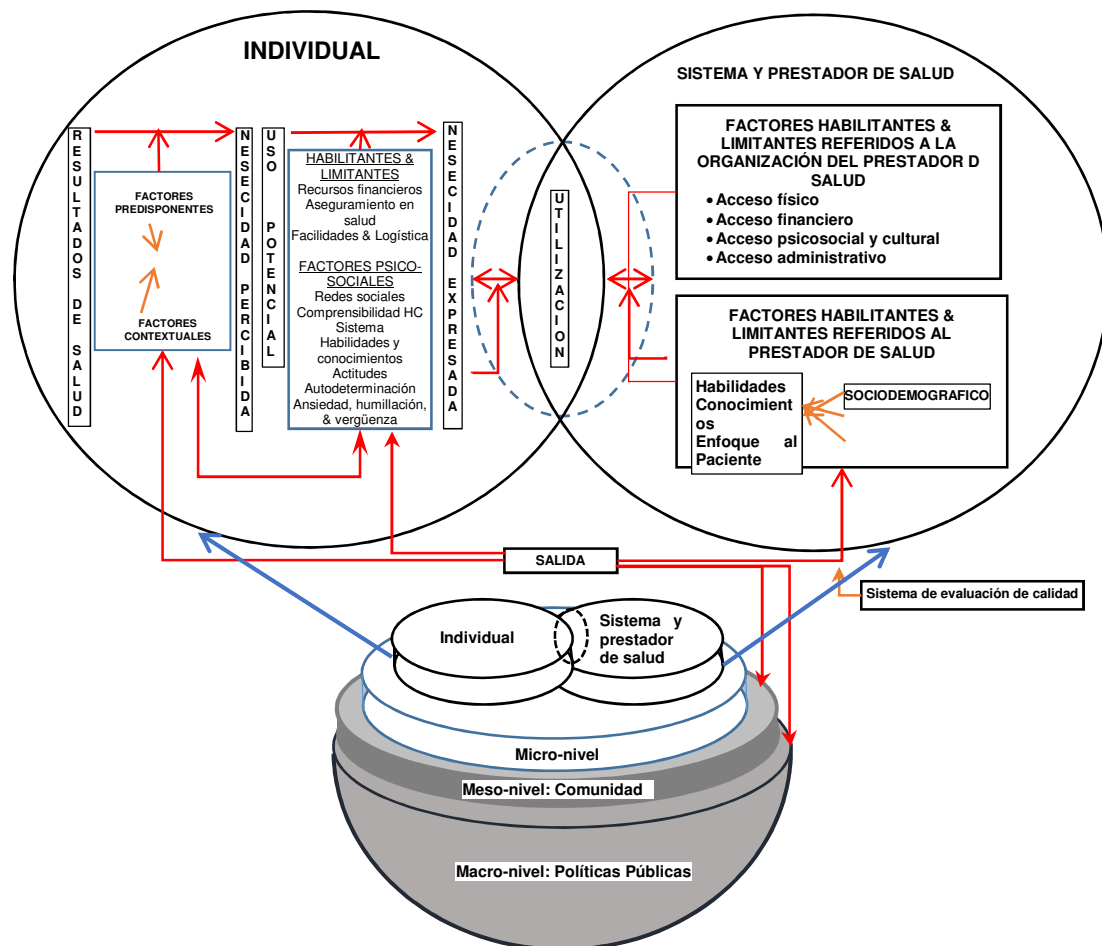 INDIVIDUAL
RESULTADOS DE SALUD
FACTORES
PREDISPONENTES
FACTORES
CONTEXTUALES
NESECIDAD PERCIBIDA
USO POTENCIAL
HABILITANTES &
LIMITANTES
Recursos financieros
Aseguramiento en
salud
Facilidades & Logística
FACTORES PSICO-
SOCIALES
Redes sociales
Comprensibilidad HC
Sistema
Habilidades y
conocimientos
Actitudes
Autodeterminación
Ansiedad, humillación,
& vergüenza
NESECIDAD EXPRESADA
UTILIZACION
SISTEMA Y PRESTADOR DE SALUD
FACTORES HABILITANTES &
LIMITANTES REFERIDOS A LA
ORGANIZACIÓN DEL PRESTADOR D
SALUD
• Acceso físico
• Acceso financiero
• Acceso psicosocial y cultural
• Acceso administrativo
FACTORES HABILITANTES &
LIMITANTES REFERIDOS AL
PRESTADOR DE SALUD
Habilidades
Conocimient
os
Enfoque al
Paciente
SOCIODEMOGRAFICO
SALIDA
Sistema de evaluación de calidad
Individual
Sistema y
prestador
de salud
Micro-nivel
Meso-nivel: Comunidad
Macro-nivel: Políticas Públicas